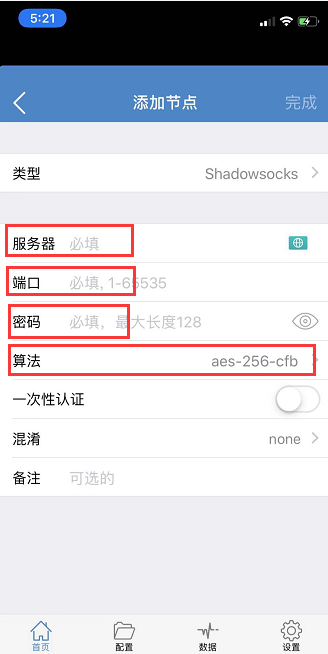 5:21
添加节点 完成
类型 Shadowsocks
服务器 必填
端口 必填, 1-65535
密码 必填，最大长度128
算法 aes-256-cfb
一次性认证
混淆 none
备注 可选的
首页 配置 数据 设置